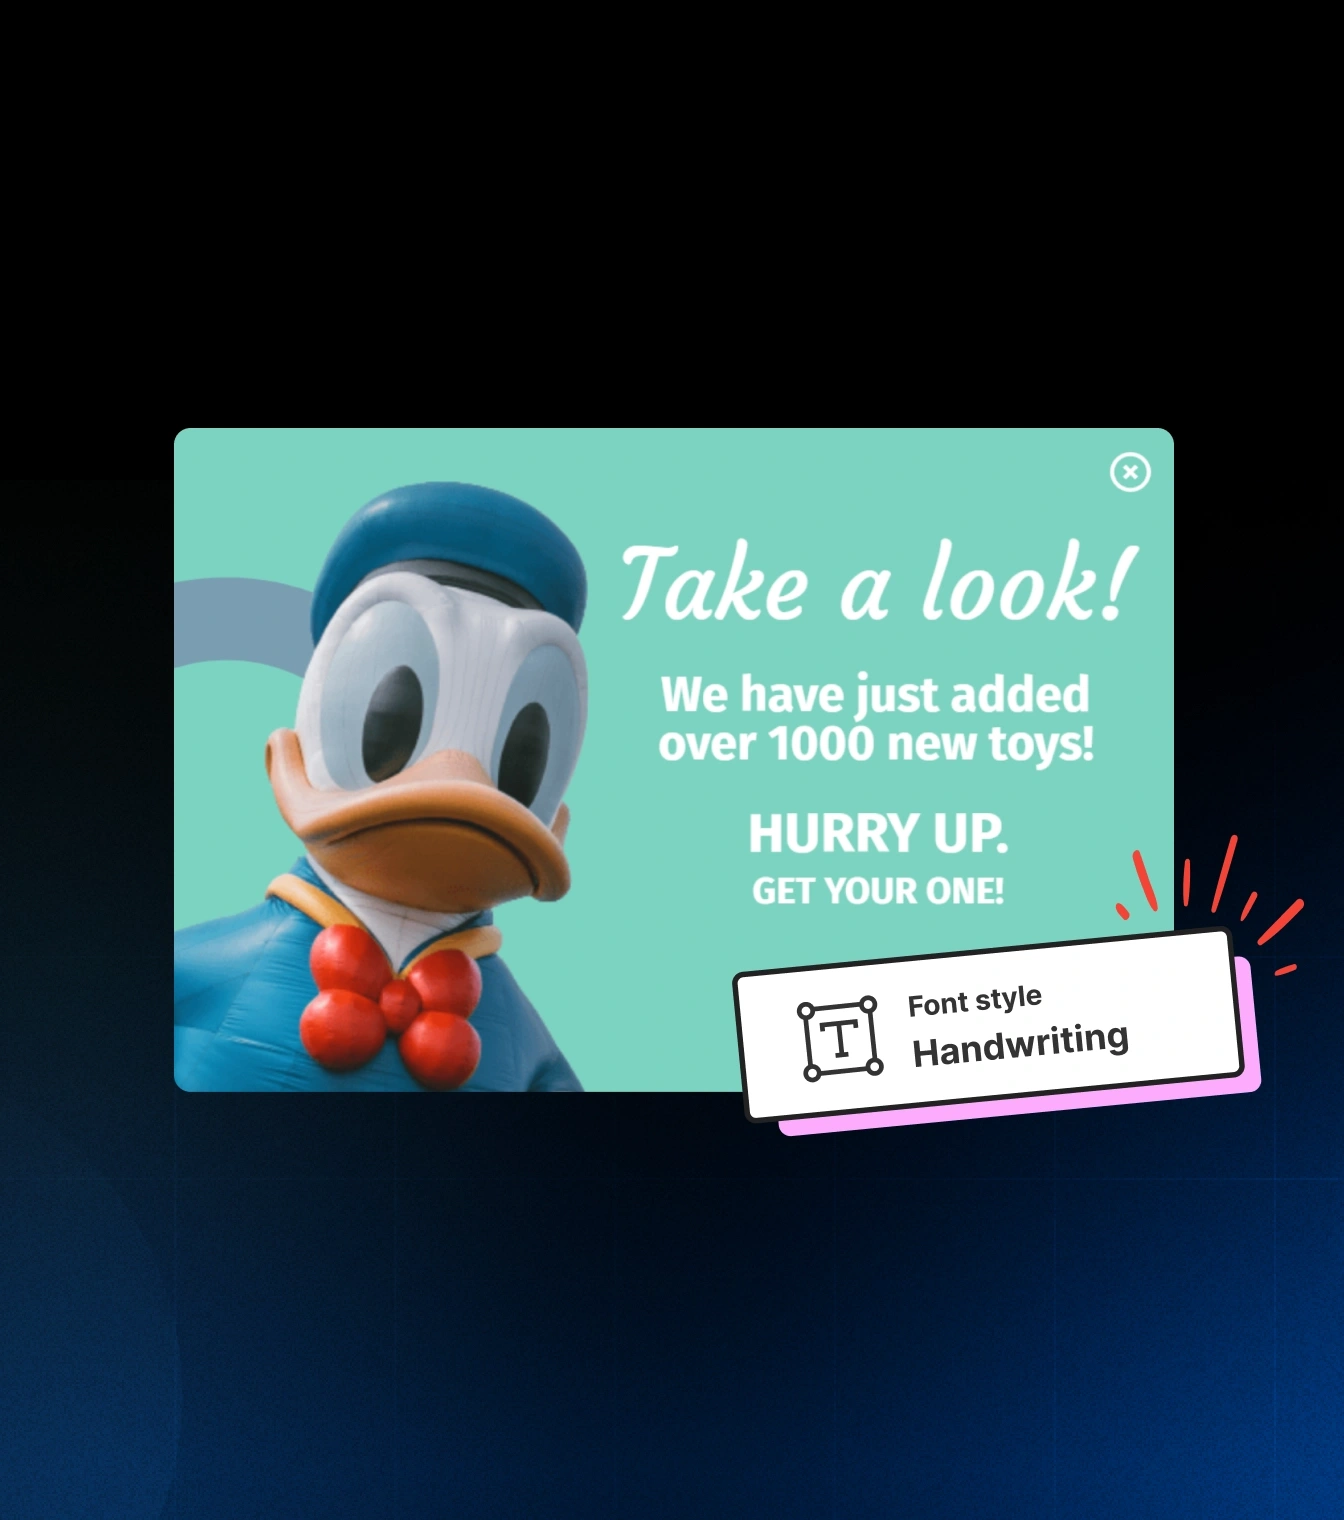 Take a look!
We have just added
over 1000 new toys!
HURRY UP.
GET YOUR ONE!
T
Font style
Handwriting